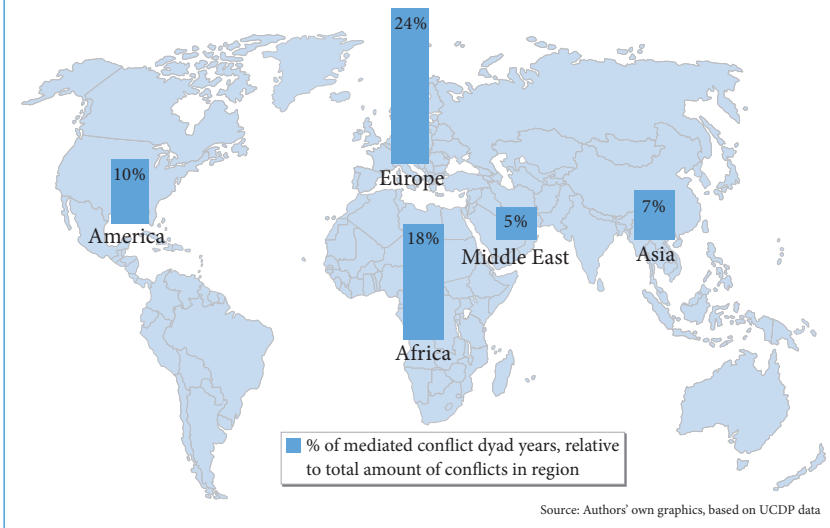 24%
Europe
10%
America
18%
Africa
5%
Middle East
7%
Asia
% of mediated conflict dyad years, relative
to total amount of conflicts in region
Source: Authors' own graphics, based on UCDP data